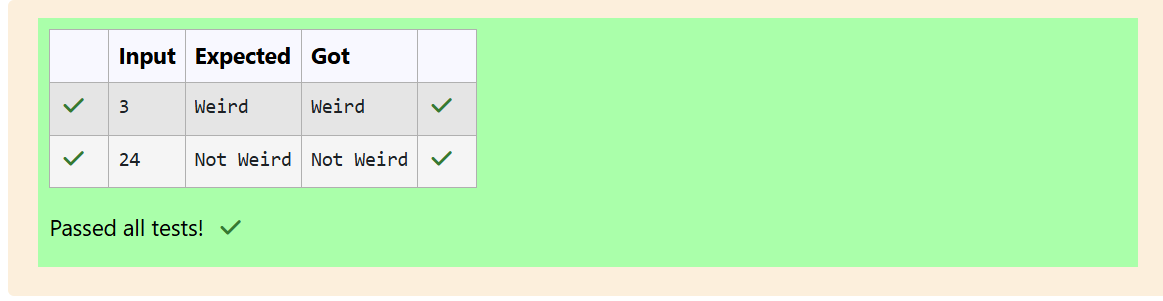 Input Expected Got
3 Weird Weird
24 Not Weird Not Weird
Passed all tests!